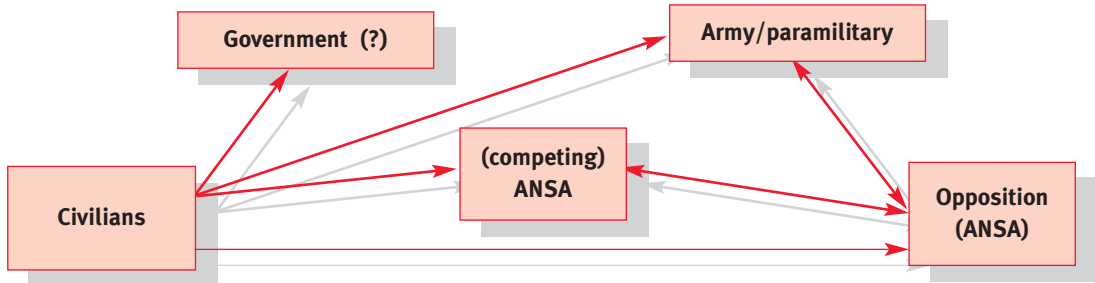 Government (?)
Army/paramilitary
(competing)
ANSA
Civilians
Opposition
(ANSA)